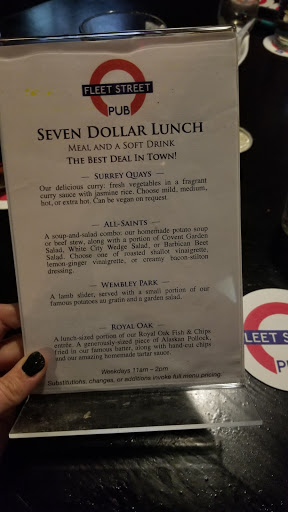 FLEET STREET
PUB
SEVEN DOLLAR LUNCH
MEAL AND A SOFT DRINK
THE BEST DEAL IN TOWN!
— SURREY QUAYS —
Our delicious curry: fresh vegetables in a fragrant
curry sauce with jasmine rice. Choose mild, medium,
hot, or extra hot. Can be vegan on request
— ALL-SAINTS —
A soup-and-salad combo: our homemade potato soup
or beef stew, along with a portion of Covent Garden
Salad, White City Wedge Salad, or Barbican Beet
Salad. Choose one of roasted shallot vinaigrette,
lemon-ginger vinaigrette, or creamy bacon-stilton
dressing.
— WEMBLEY PARK —
A lamb slider, served with a small portion of our
famous potatoes au gratin and a garden salad.
— ROYAL OAK —
A lunch-sized portion of our Royal Oak Fish & Chips
entrée. A generously-sized piece of Alaskan Pollock,
fried in our famous batter, along with hand-cut chips
and our amazing homemade tartar sauce.
Weekdays 11am – 2pm
Substitutions, changes, or additions invoke full menu pricing.
FLEET STREET
PUB